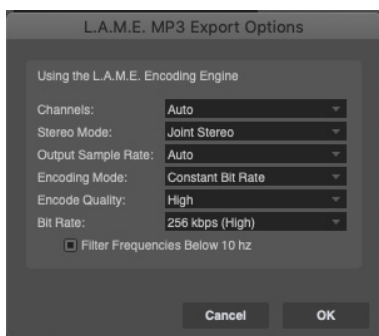 L.A.M.E. MP3 Export Options
Using the L.A.M.E. Encoding Engine
Channels: Auto
Stereo Mode: Joint Stereo
Output Sample Rate: Auto
Encoding Mode: Constant Bit Rate
Encode Quality: High
Bit Rate: 256 kbps (High)
Filter Frequencies Below 10 hz
Cancel OK